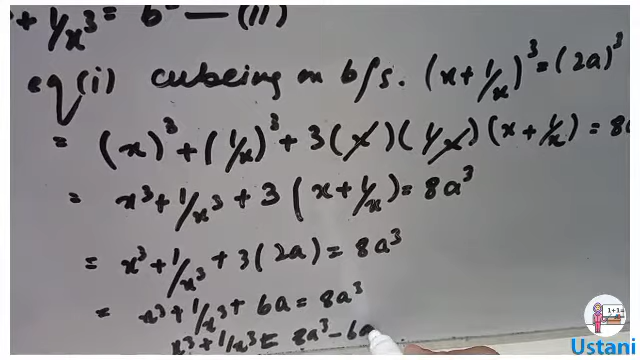 + 1/x³ = b — (II)
eq (i) cubeing on b/s. (x + 1/x)³ = (2a)³
= (x)³ + (1/x)³ + 3(x)(1/x)(x + 1/x) = 8a
= x³ + 1/x³ + 3(x + 1/x) = 8a³
= x³ + 1/x³ + 3(2a) = 8a³
= x³ + 1/x³ + 6a = 8a³
x³ + 1/x³ = 8a³ - 6a
1+1=
Ustani